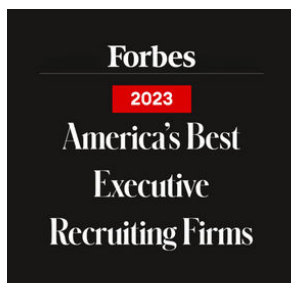 Forbes
2023
America's Best
Executive
Recruiting Firms